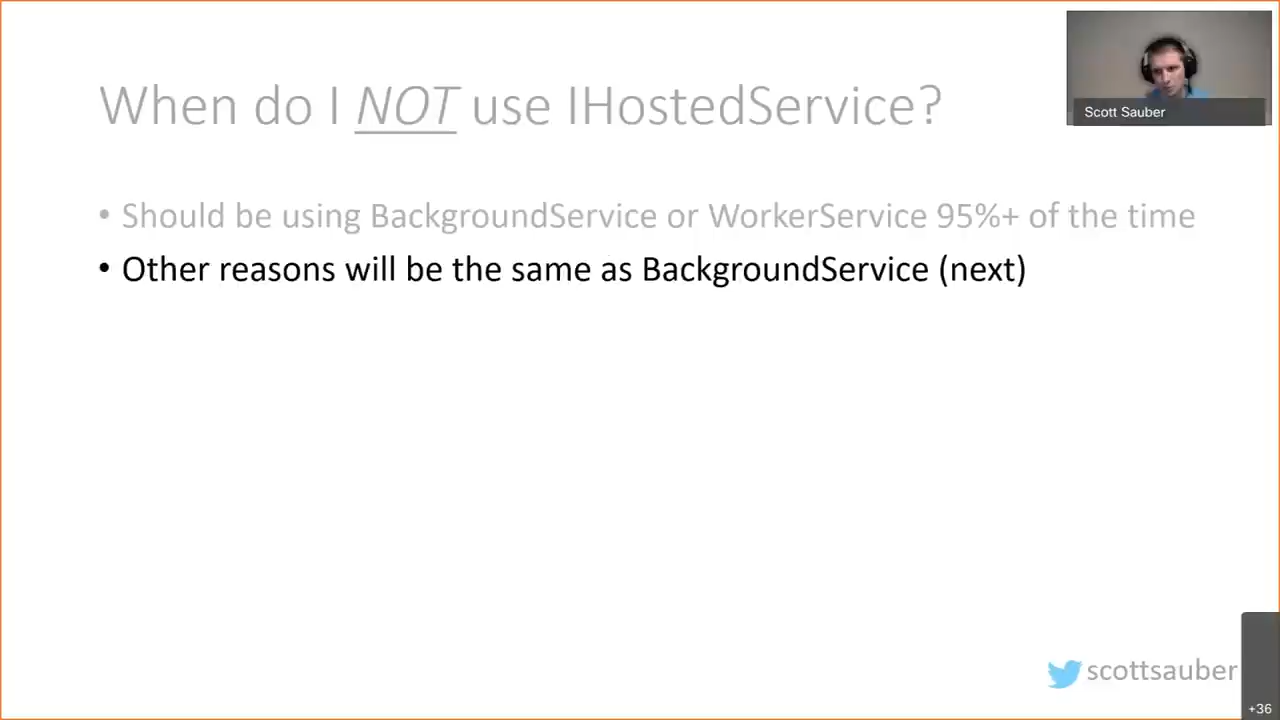 When do I NOT use IHostedService?
Scott Sauber
• Should be using BackgroundService or WorkerService 95%+ of the time
• Other reasons will be the same as BackgroundService (next)
scottsauber
+36